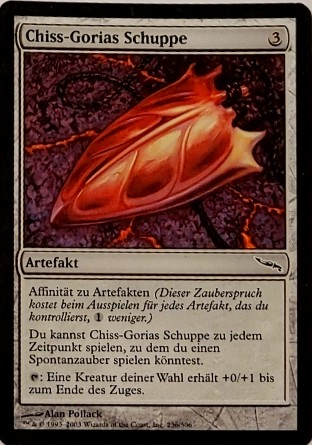 Chiss-Gorias Schuppe 3
Artefakt
Affinität zu Artefakten (Dieser Zauberspruch
kostet beim Ausspielen für jedes Artefakt, das du
kontrollierst, 1 weniger.)
Du kannst Chiss-Gorias Schuppe zu jedem
Zeitpunkt spielen, zu dem du einen
Spontanzauber spielen könntest.
: Eine Kreatur deiner Wahl erhält +0/+1 bis
zum Ende des Zuges.
Alan Pollack
™ & © 1993-2003 Wizards of the Coast, Inc. 236/306